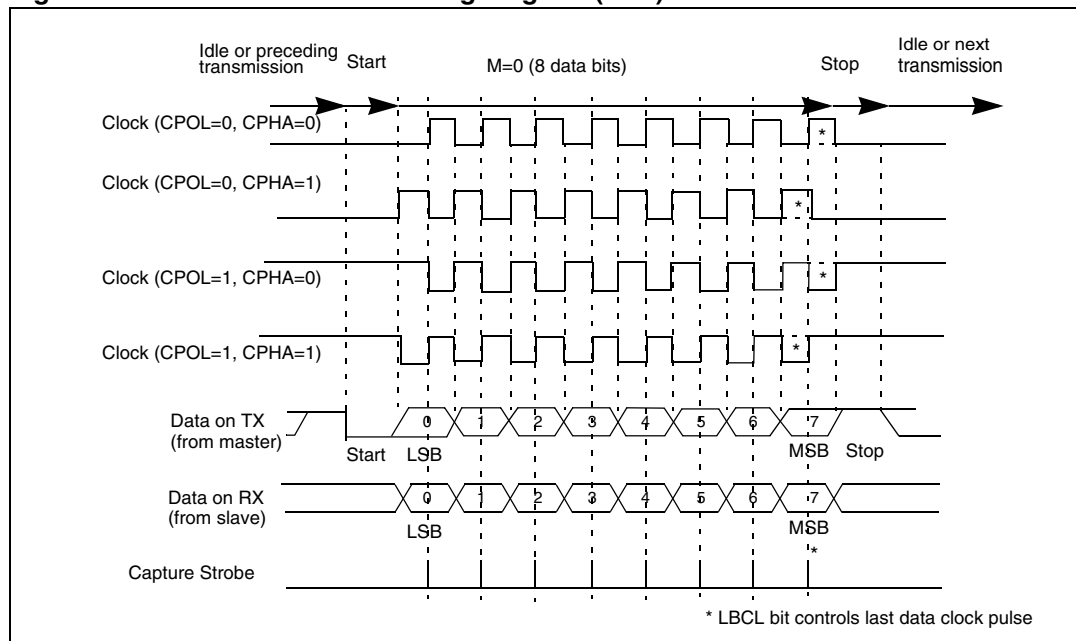 Idle or preceding transmission
Start
M=0 (8 data bits)
Stop
Idle or next transmission
Clock (CPOL=0, CPHA=0)
*
Clock (CPOL=0, CPHA=1)
*
Clock (CPOL=1, CPHA=0)
*
Clock (CPOL=1, CPHA=1)
*
Data on TX
0 1 2 3 4 5 6 7
(from master)
Start LSB MSB Stop
Data on RX
0 1 2 3 4 5 6 7
(from slave)
LSB MSB
*
Capture Strobe
* LBCL bit controls last data clock pulse